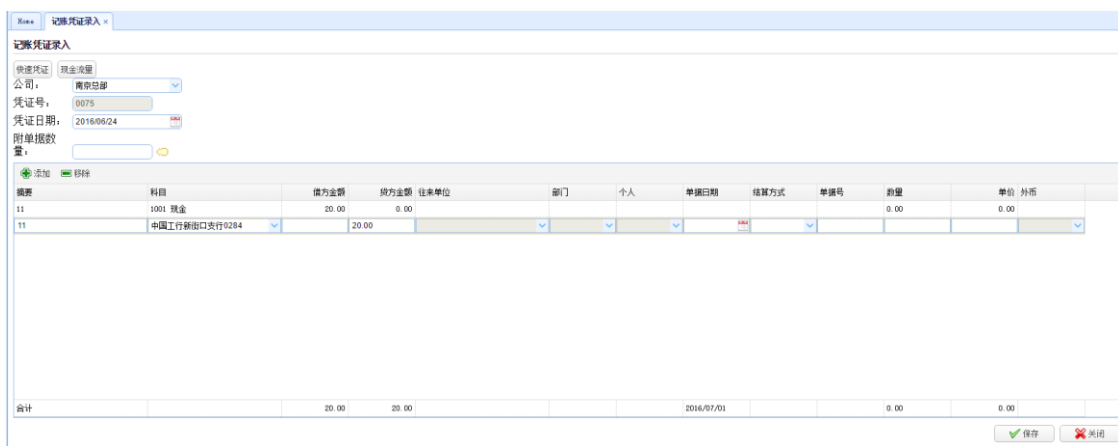 Home 记账凭证录入 ×
记账凭证录入
快速凭证 现金流量
公司： 南京总部
凭证号： 0075
凭证日期： 2016/06/24
附单据数
量：
添加 移除
摘要 科目 借方金额 贷方金额 往来单位 部门 个人 单据日期 结算方式 单据号 数量 单价 外币
11 1001 现金 20.00 0.00 0.00 0.00
11 中国工行新街口支行0284 20.00
合计 20.00 20.00 2016/07/01 0.00 0.00
保存 关闭